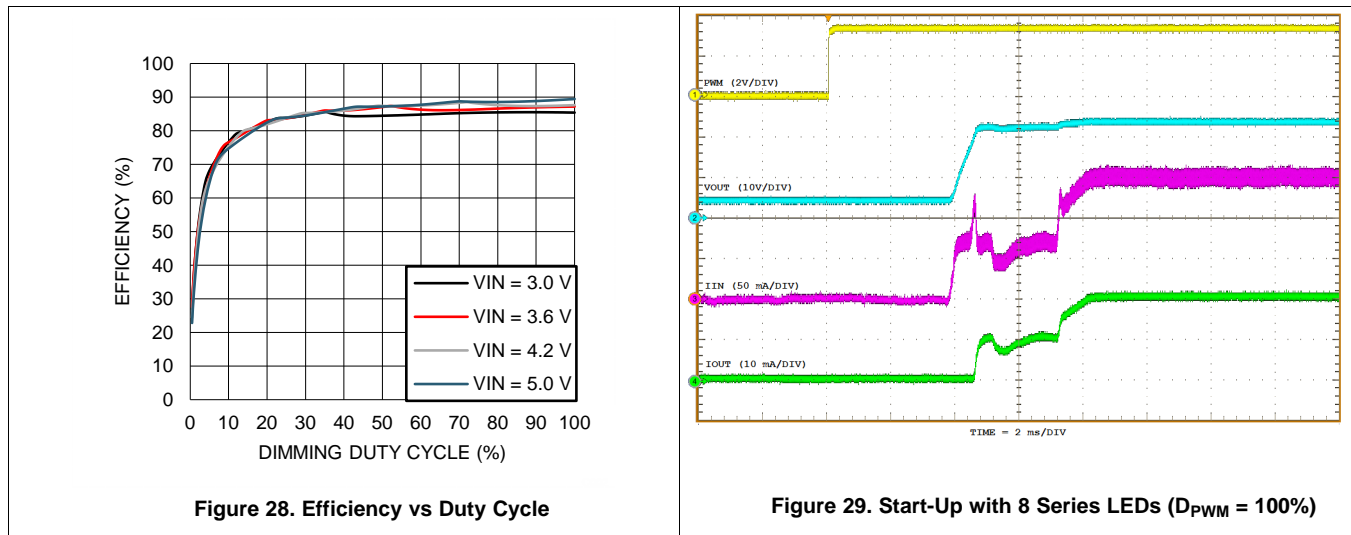 100
90
80
70
60
50
40
30
20
10
0
EFFICIENCY (%)
VIN = 3.0 V
VIN = 3.6 V
VIN = 4.2 V
VIN = 5.0 V
0 10 20 30 40 50 60 70 80 90 100
DIMMING DUTY CYCLE (%)
Figure 28. Efficiency vs Duty Cycle
PWM (2V/DIV)
1
VOUT (10V/DIV)
2
IIN (50 mA/DIV)
3
IOUT (10 mA/DIV)
4
TIME = 2 ms/DIV
Figure 29. Start-Up with 8 Series LEDs (DPWM = 100%)